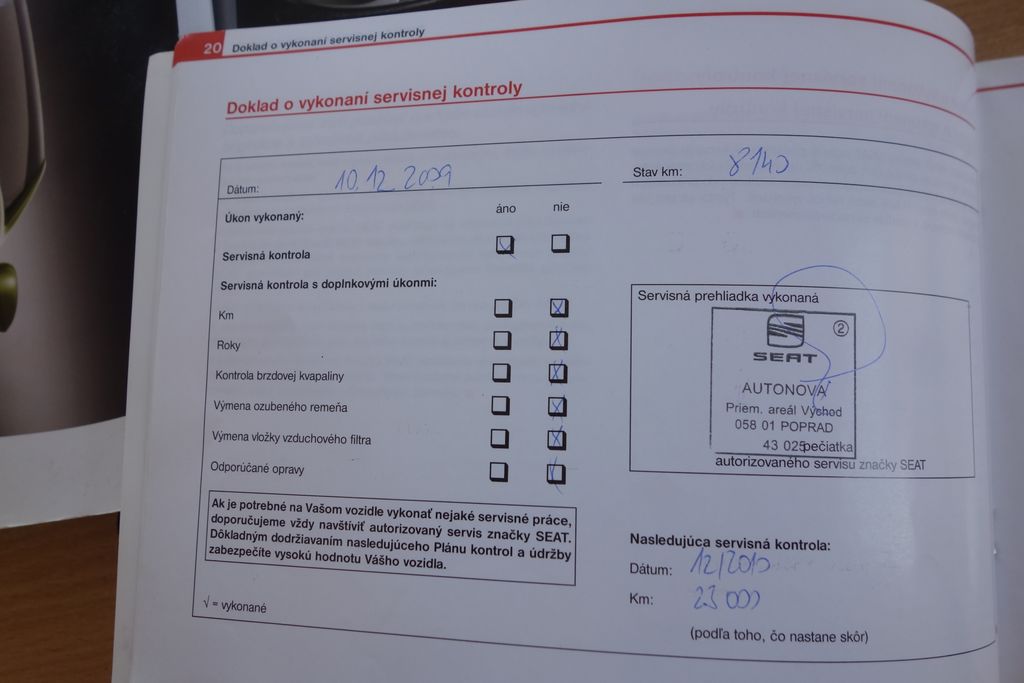 20 Doklad o vykonaní servisnej kontroly
Doklad o vykonaní servisnej kontroly
Dátum: 10.12 2009
Stav km: 8140
Úkon vykonaný: áno nie
Servisná kontrola
Servisná kontrola s doplnkovými úkonmi:
Km
Roky
Kontrola brzdovej kvapaliny
Výmena ozubeného remeňa
Výmena vložky vzduchového filtra
Odporúčané opravy
Ak je potrebné na Vašom vozidle vykonať nejaké servisné práce,
doporučujeme vždy navštíviť autorizovaný servis značky SEAT.
Dôkladným dodržiavaním nasledujúceho Plánu kontrol a údržby
zabezpečíte vysokú hodnotu Vášho vozidla.
√ = vykonané
Servisná prehliadka vykonaná
2
SEAT
AUTONOVA
Priem. areál Východ
058 01 POPRAD
43 025
pečiatka
autorizovaného servisu značky SEAT
Nasledujúca servisná kontrola:
Dátum: 12/2010
Km: 23 000
(podľa toho, čo nastane skôr)